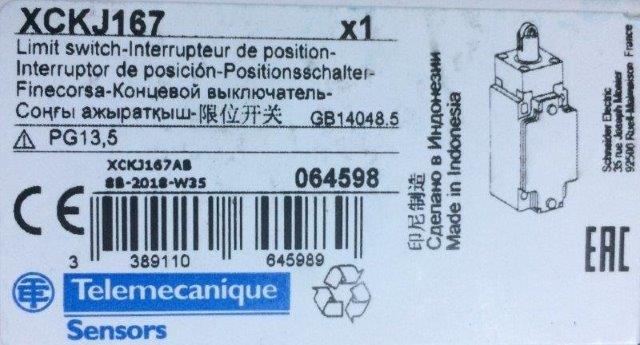 XCKJ167 x1
Limit switch-Interrupteur de position-
Interruptor de posición-Positionsschalter-
Finecorsa-Концевой выключатель-
Соңғы ажыратқыш-限位开关 GB14048.5
PG13,5
XCKJ167AB
8B-2018-W35
064598
CE
3 389110 645989
Telemecanique
Sensors
印尼制造
Сделано в Индонезии
Made in Indonesia
Schneider Electric
35 rue Joseph Monier
92500 Rueil-Malmaison France
EAC